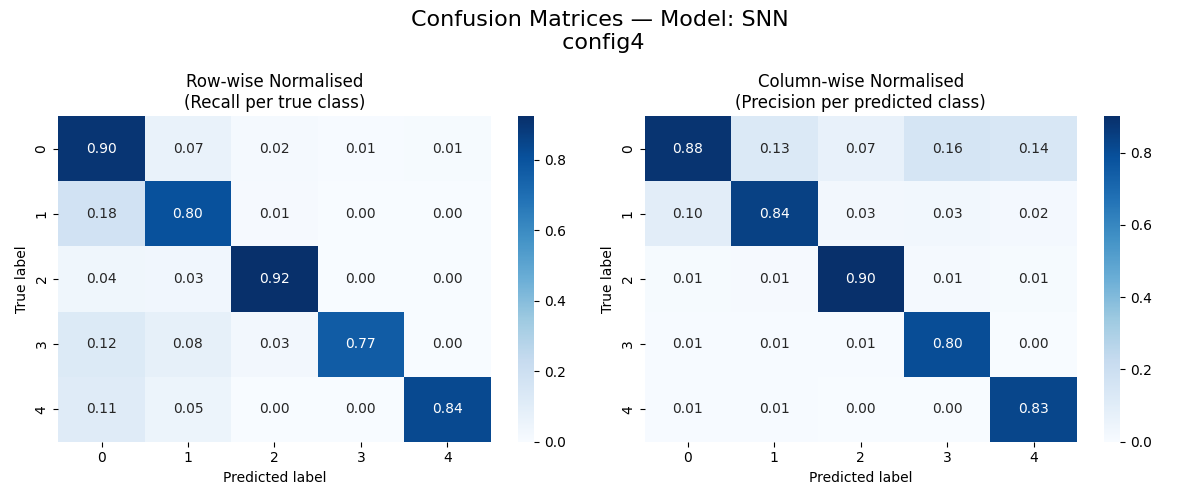 Confusion Matrices — Model: SNN
config4
Row-wise Normalised
(Recall per true class)
0 0.90 0.07 0.02 0.01 0.01
1 0.18 0.80 0.01 0.00 0.00
2 0.04 0.03 0.92 0.00 0.00
3 0.12 0.08 0.03 0.77 0.00
4 0.11 0.05 0.00 0.00 0.84
0 1 2 3 4
True label
Predicted label
0.8
0.6
0.4
0.2
0.0
Column-wise Normalised
(Precision per predicted class)
0 0.88 0.13 0.07 0.16 0.14
1 0.10 0.84 0.03 0.03 0.02
2 0.01 0.01 0.90 0.01 0.01
3 0.01 0.01 0.01 0.80 0.00
4 0.01 0.01 0.00 0.00 0.83
0 1 2 3 4
True label
Predicted label
0.8
0.6
0.4
0.2
0.0